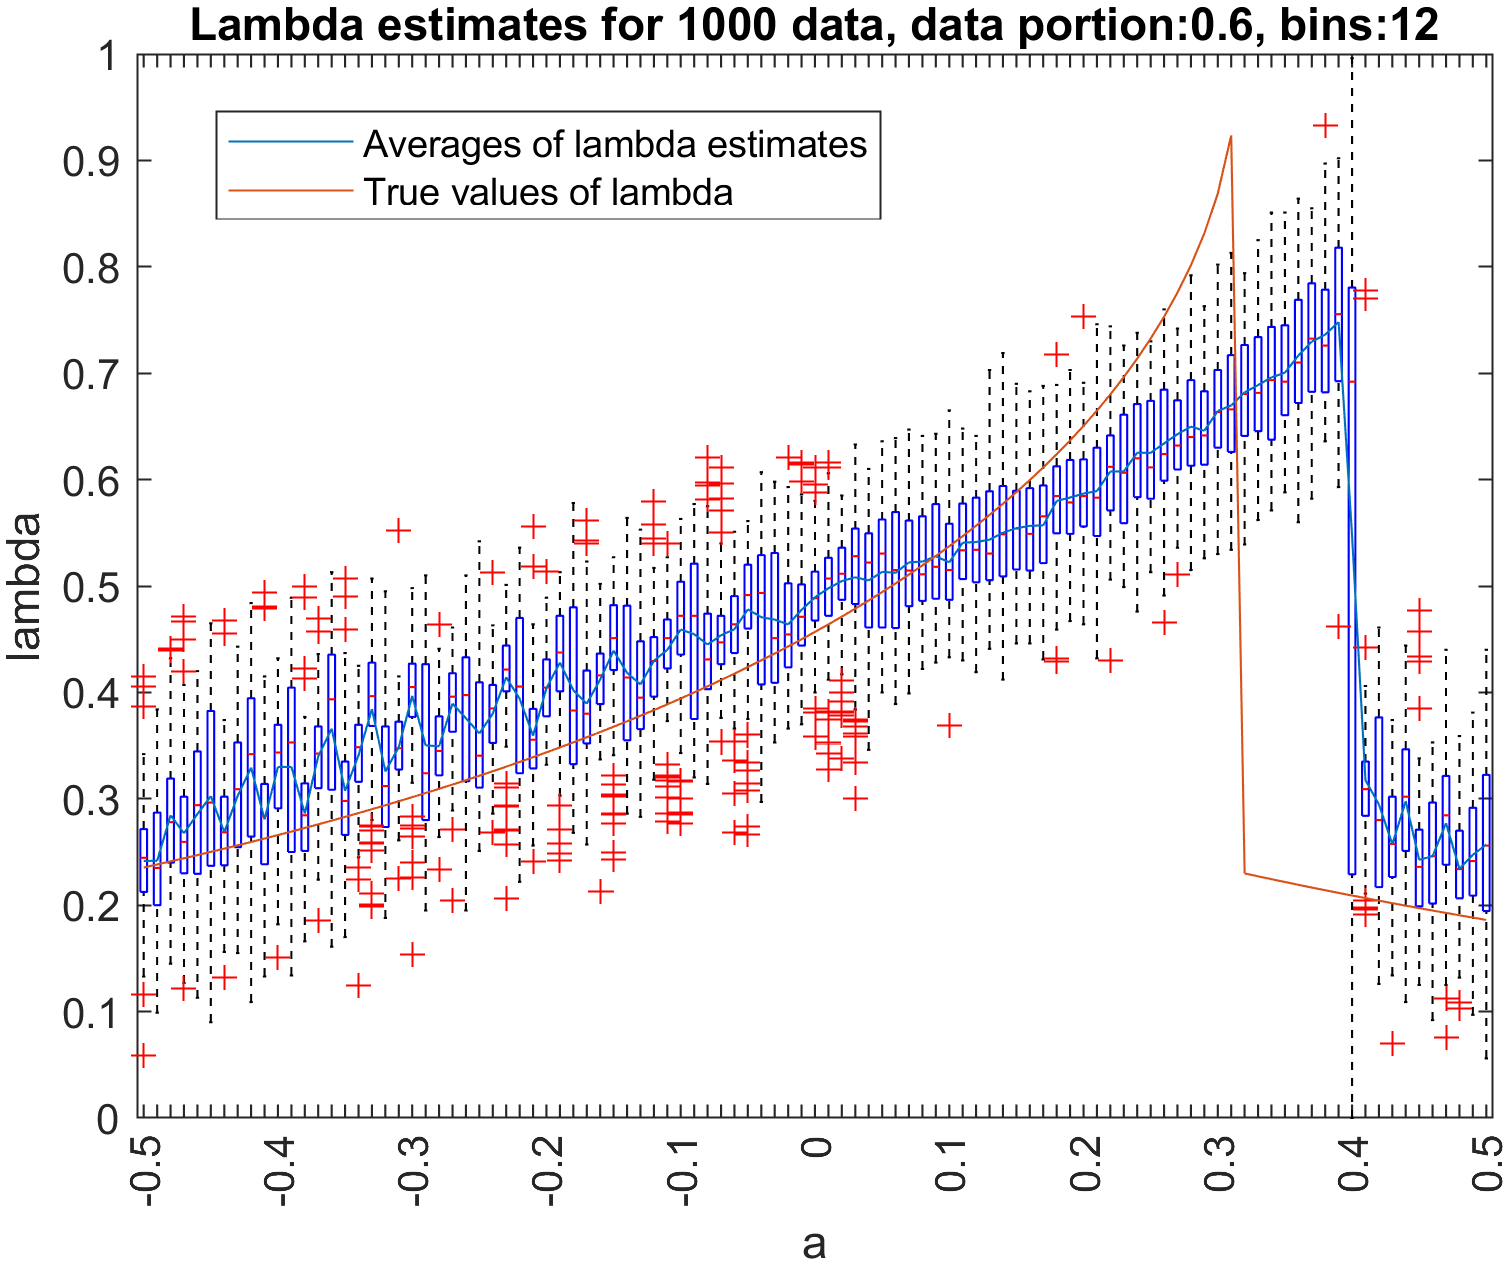 Lambda estimates for 1000 data, data portion:0.6, bins:12
1
0.9
0.8
0.7
0.6
0.5
0.4
0.3
0.2
0.1
0
lambda
Averages of lambda estimates
True values of lambda
-0.5 -0.4 -0.3 -0.2 -0.1 0 0.1 0.2 0.3 0.4 0.5
a